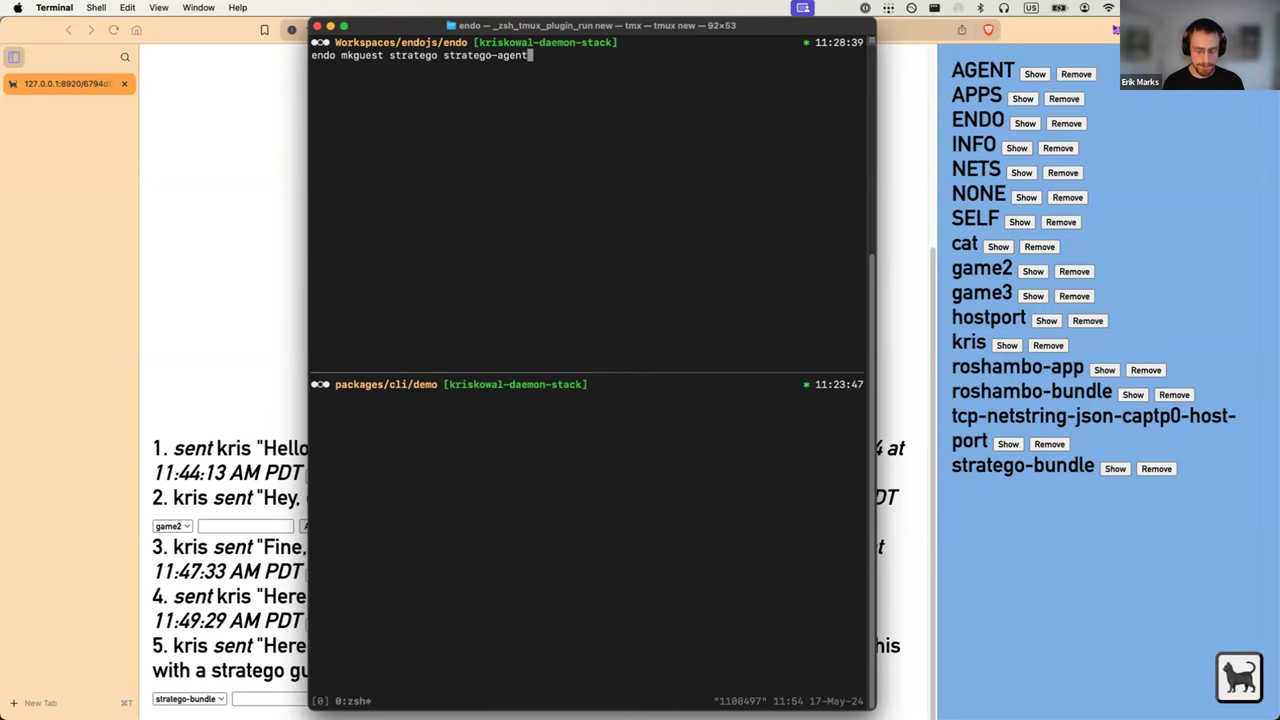 Terminal Shell Edit View Window Help US
endo — _zsh_tmux_plugin_run new — tmx — tmux new — 92×53
Workspaces/endojs/endo [kriskowal-daemon-stack] 11:28:39
endo mkguest stratego stratego-agent
127.0.0.1:8920/6794d8
packages/cli/demo [kriskowal-daemon-stack] 11:23:47
1. sent kris "Hello 4 at
11:44:13 AM PDT
2. kris sent "Hey, DT
game2
3. kris sent "Fine,
11:47:33 AM PDT
4. sent kris "Here
11:49:29 AM PDT
5. kris sent "Here his
with a stratego gu
stratego-bundle
[0] 0:zsh* "1100497" 11:54 17-May-24
New Tab ⌘T
AGENT Show Remove
APPS Show Remove
ENDO Show Remove
INFO Show Remove
NETS Show Remove
NONE Show Remove
SELF Show Remove
cat Show Remove
game2 Show Remove
game3 Show Remove
hostport Show Remove
kris Show Remove
roshambo-app Show Remove
roshambo-bundle Show Remove
tcp-netstring-json-captp0-host-
port Show Remove
stratego-bundle Show Remove
Erik Marks